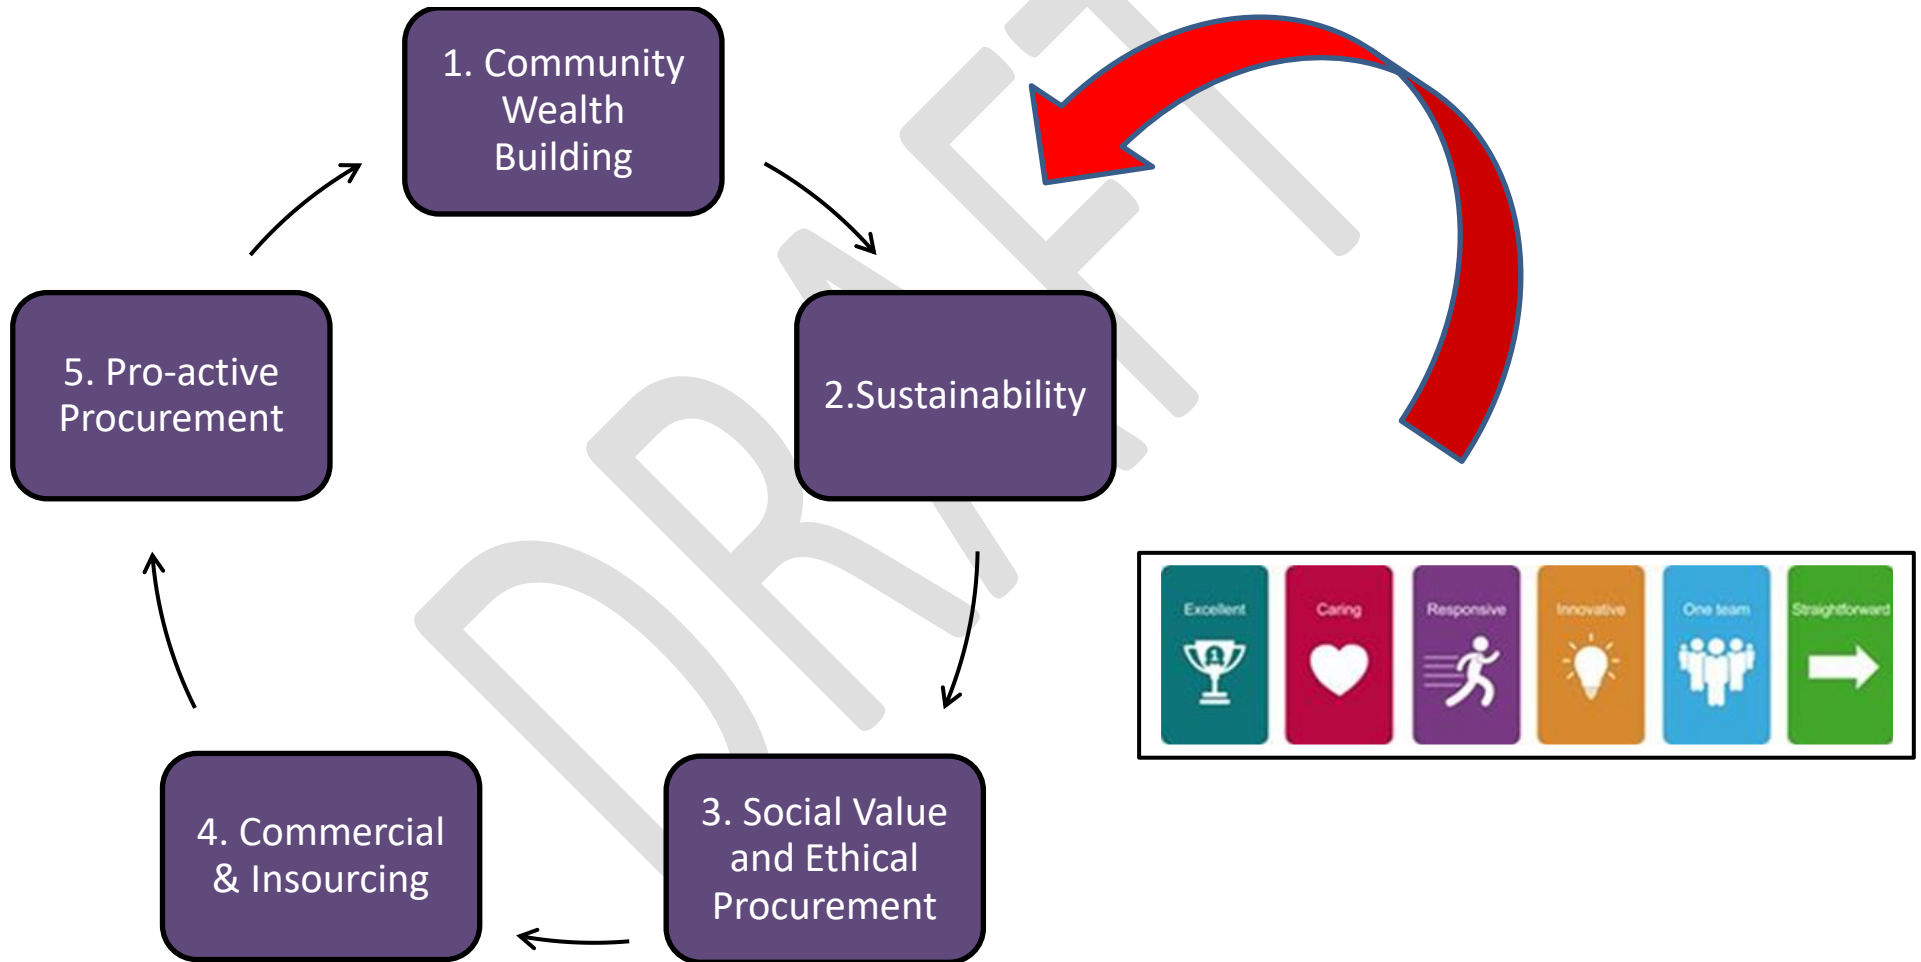 1. Community
Wealth
Building
2.Sustainability
3. Social Value
and Ethical
Procurement
4. Commercial
& Insourcing
5. Pro-active
Procurement
DRAFT
Excellent
Caring
Responsive
Innovative
One team
Straightforward
1